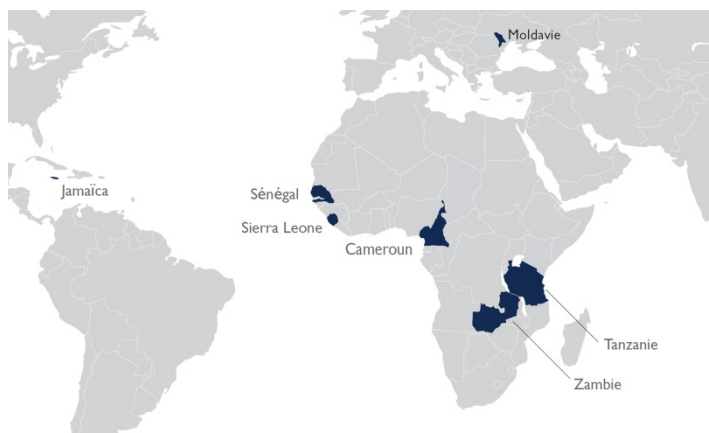 Moldavie
Jamaïca
Sénégal
Sierra Leone
Cameroun
Tanzanie
Zambie